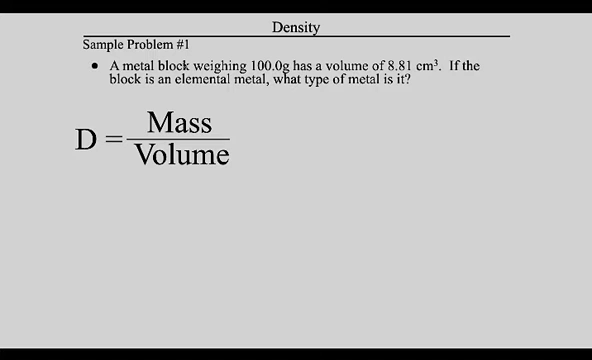 Density
Sample Problem #1
• A metal block weighing 100.0g has a volume of 8.81 cm³. If the
block is an elemental metal, what type of metal is it?
D = Mass
Volume